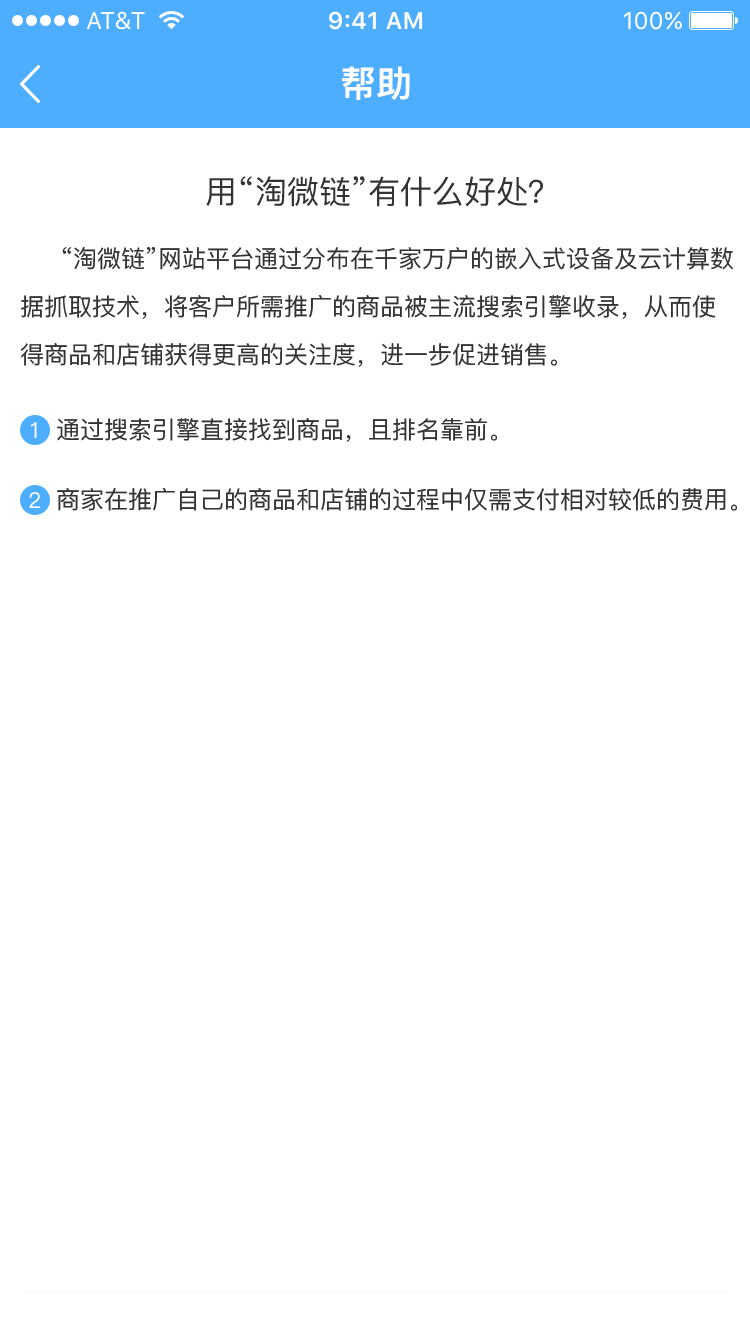 AT&T 9:41 AM 100%
帮助
用“淘微链”有什么好处?
“淘微链”网站平台通过分布在千家万户的嵌入式设备及云计算数
据抓取技术，将客户所需推广的商品被主流搜索引擎收录，从而使
得商品和店铺获得更高的关注度，进一步促进销售。
1 通过搜索引擎直接找到商品，且排名靠前。
2 商家在推广自己的商品和店铺的过程中仅需支付相对较低的费用。